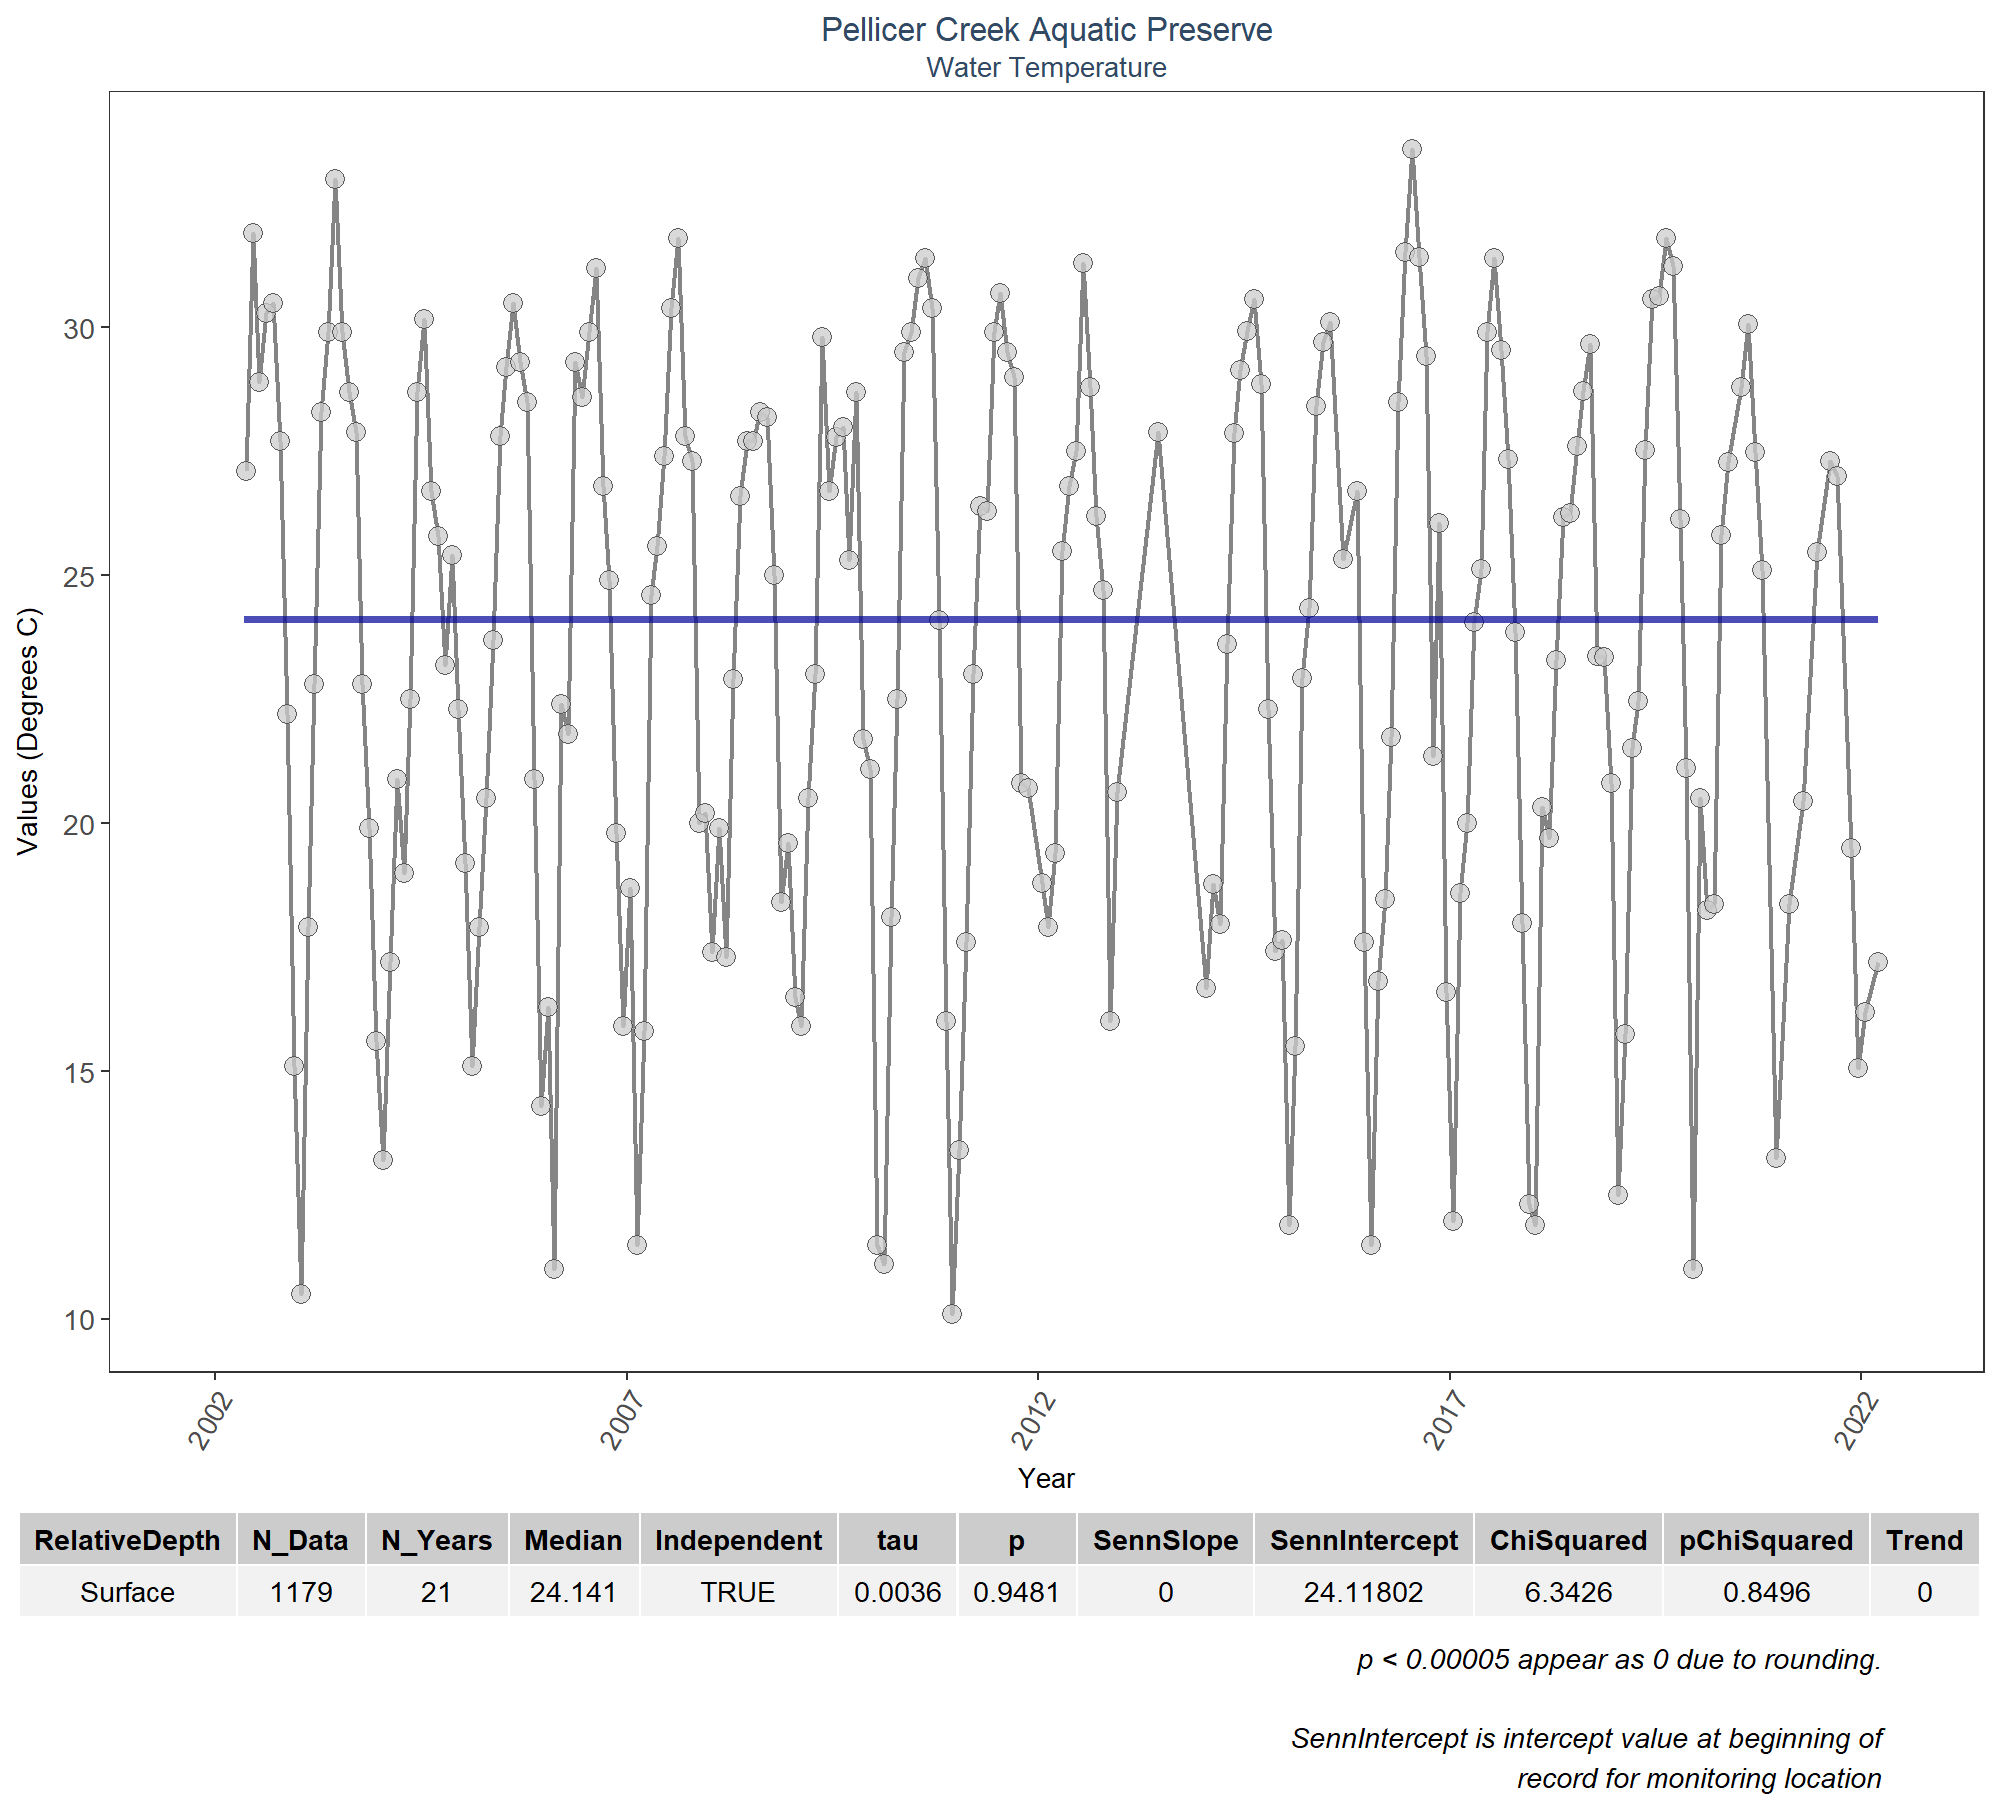 Pellicer Creek Aquatic Preserve
Water Temperature
Values (Degrees C)
30
25
20
15
10
2002 2007 2012 2017 2022
Year
RelativeDepth N_Data N_Years Median Independent tau p SennSlope SennIntercept ChiSquared pChiSquared Trend
Surface 1179 21 24.141 TRUE 0.0036 0.9481 0 24.11802 6.3426 0.8496 0
p < 0.00005 appear as 0 due to rounding.
SennIntercept is intercept value at beginning of
record for monitoring location